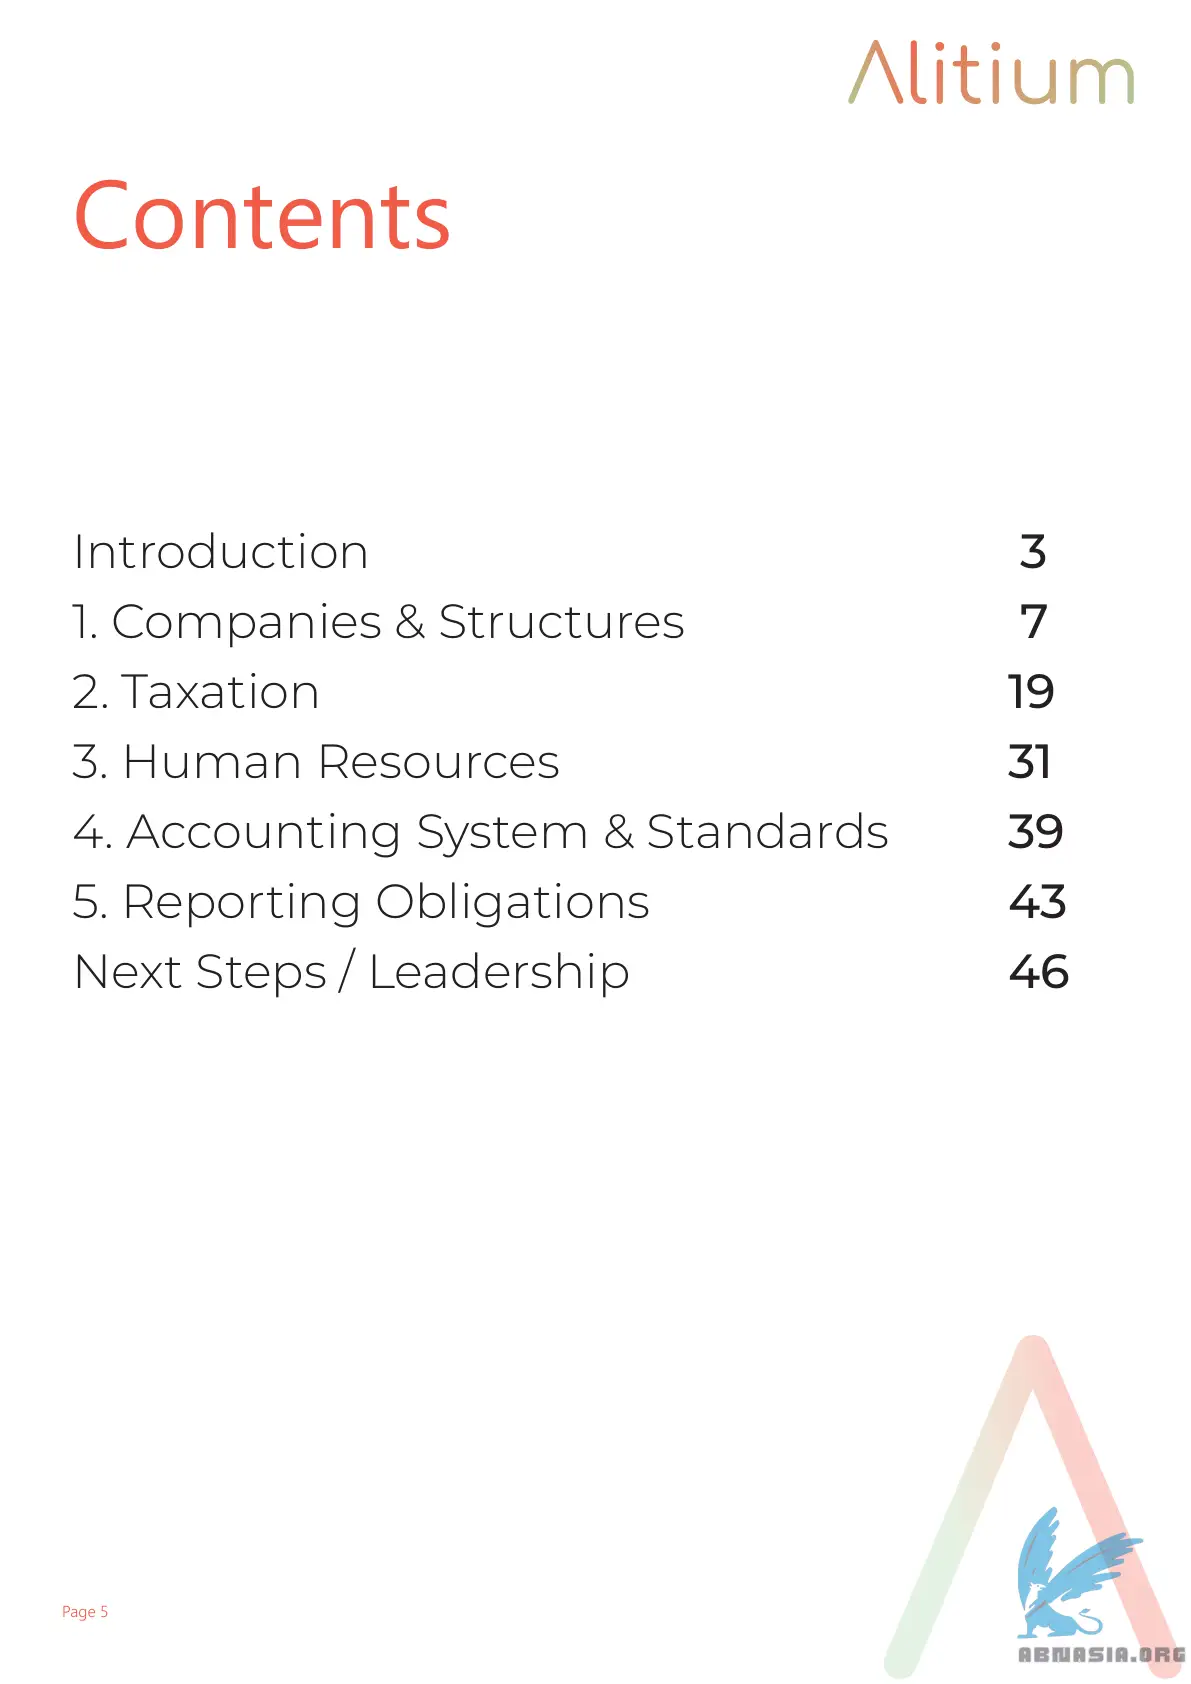 Alitium
Contents
Introduction 3
1. Companies & Structures 7
2. Taxation 19
3. Human Resources 31
4. Accounting System & Standards 39
5. Reporting Obligations 43
Next Steps / Leadership 46
Page 5
ABNASIA.ORG